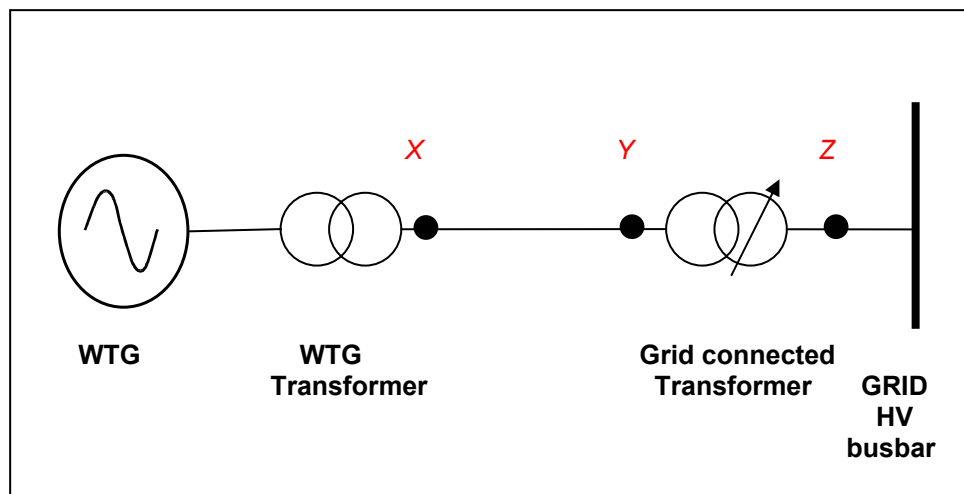 X
Y
Z
WTG
WTG
Transformer
Grid connected
Transformer
GRID
HV
busbar